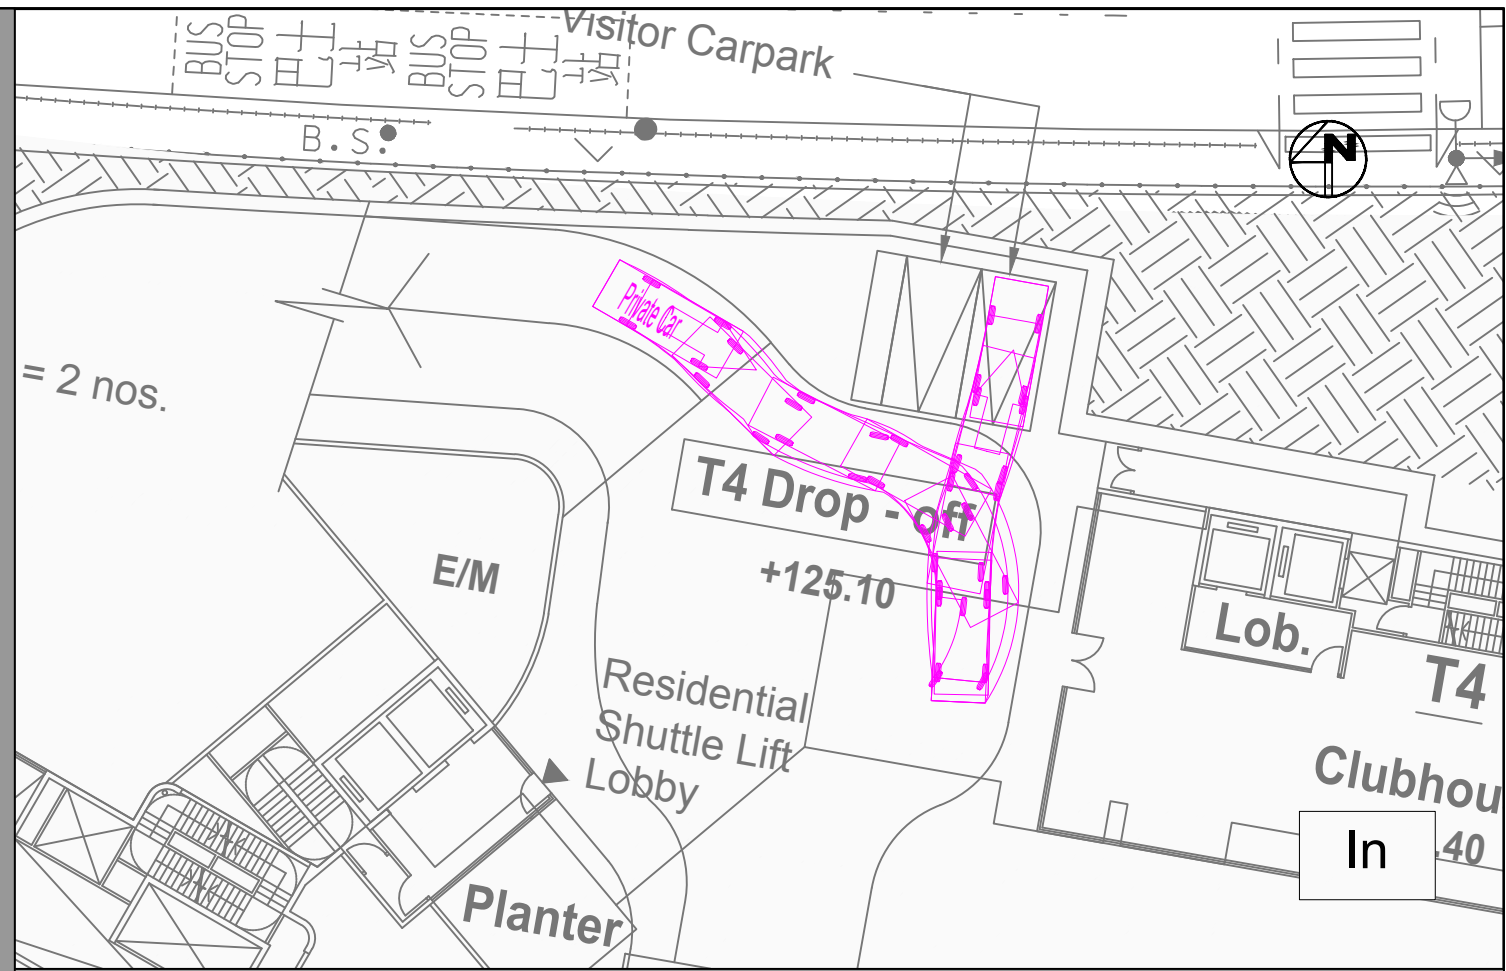 Visitor Carpark
BUS
STOP
巴士
站
BUS
STOP
巴士
站
B.S.
N
Private Car
= 2 nos.
T4 Drop - off
+125.10
E/M
Lob.
T4
Residential
Shuttle Lift
Lobby
Clubhou
In
.40
Planter